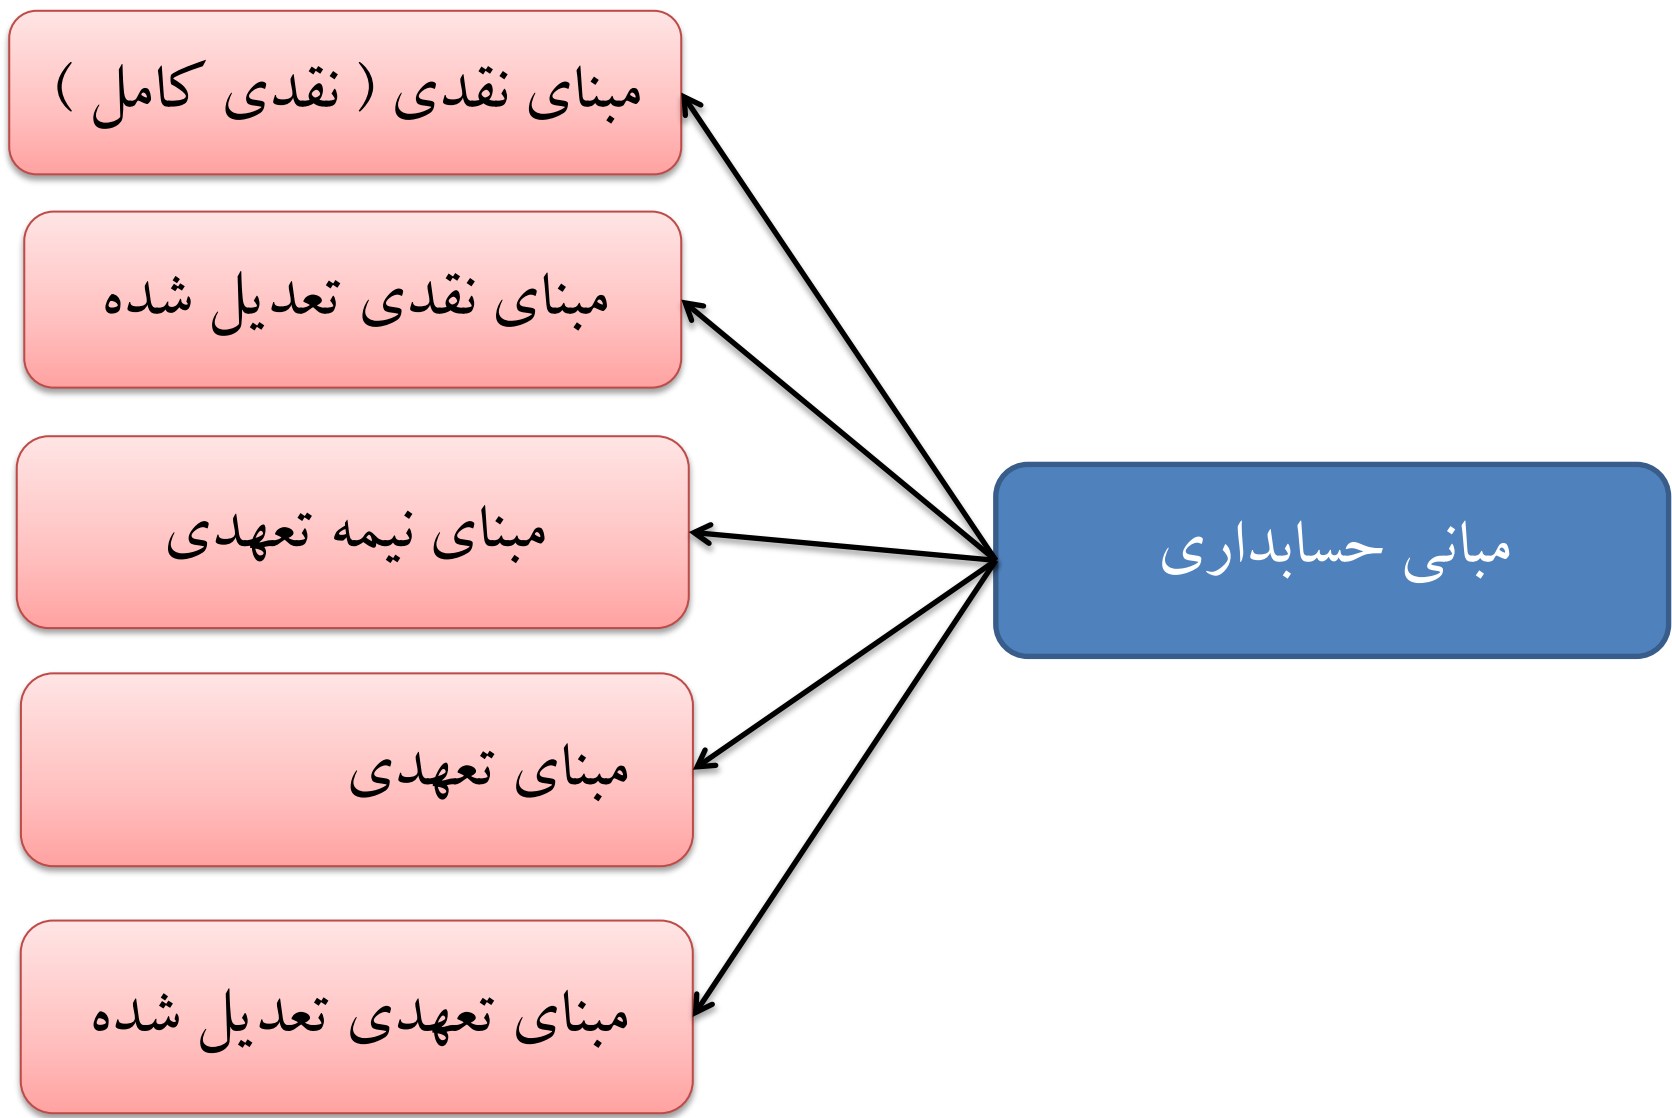 مبانی حسابداری
مبنای نقدی ( نقدی کامل )
مبنای نقدی تعدیل شده
مبنای نیمه تعهدی
مبنای تعهدی
مبنای تعهدی تعدیل شده